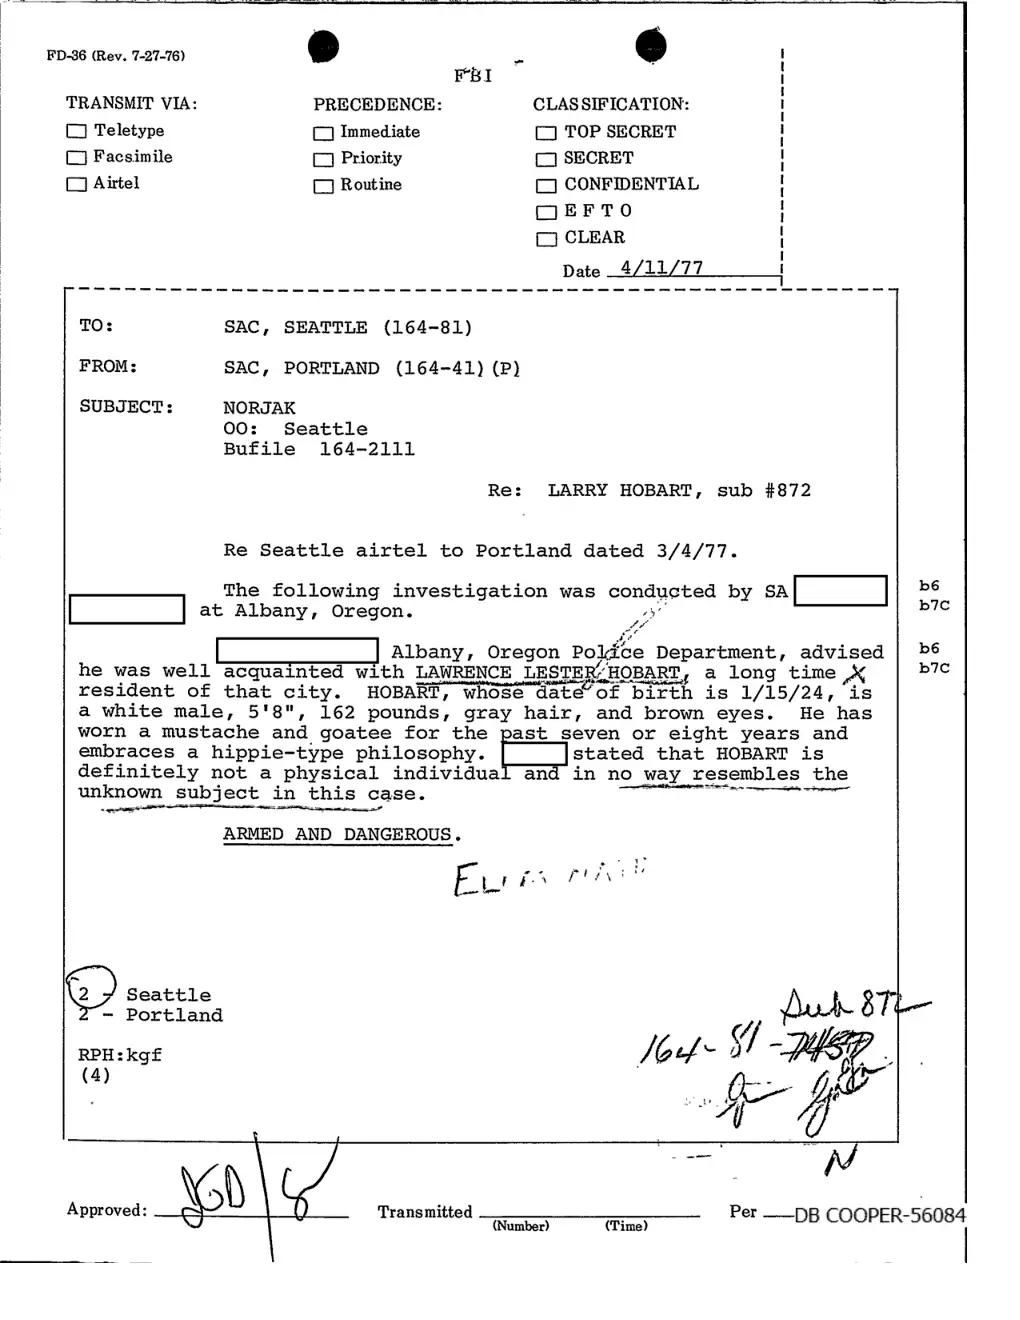 FD-36 (Rev. 7-27-76)
FBI
TRANSMIT VIA:
Teletype
Facsimile
Airtel
PRECEDENCE:
Immediate
Priority
Routine
CLASSIFICATION:
TOP SECRET
SECRET
CONFIDENTIAL
E F T O
CLEAR
Date 4/11/77
TO: SAC, SEATTLE (164-81)
FROM: SAC, PORTLAND (164-41) (P)
SUBJECT: NORJAK
OO: Seattle
Bufile 164-2111
Re: LARRY HOBART, sub #872
Re Seattle airtel to Portland dated 3/4/77.
The following investigation was conducted by SA
b6
b7C
at Albany, Oregon.
Albany, Oregon Police Department, advised
b6
b7C
he was well acquainted with LAWRENCE LESTER HOBART, a long time
resident of that city. HOBART, whose date of birth is 1/15/24, is
a white male, 5'8", 162 pounds, gray hair, and brown eyes. He has
worn a mustache and goatee for the past seven or eight years and
embraces a hippie-type philosophy. stated that HOBART is
definitely not a physical individual and in no way resembles the
unknown subject in this case.
ARMED AND DANGEROUS.
ELIMINATE
2 - Seattle
2 - Portland
RPH:kgf
(4)
Sub 872
164-81-
N
Approved:
Transmitted
(Number) (Time)
Per
DB COOPER-56084